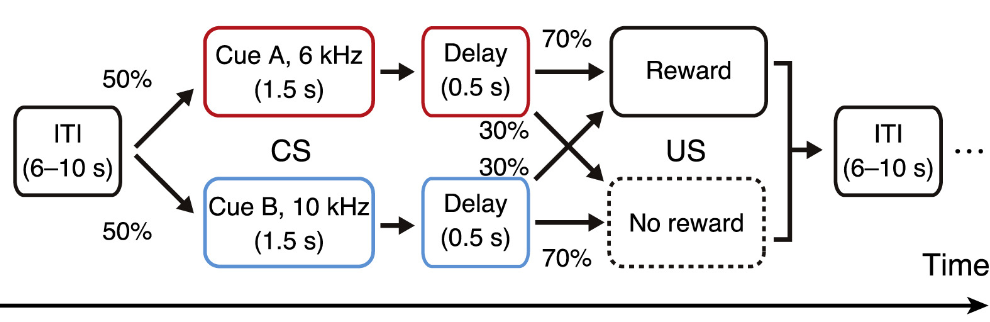 50%
50%
ITI
(6–10 s)
Cue A, 6 kHz
(1.5 s)
CS
Cue B, 10 kHz
(1.5 s)
Delay
(0.5 s)
30%
30%
Delay
(0.5 s)
70%
70%
Reward
US
No reward
ITI
(6–10 s)
...
Time